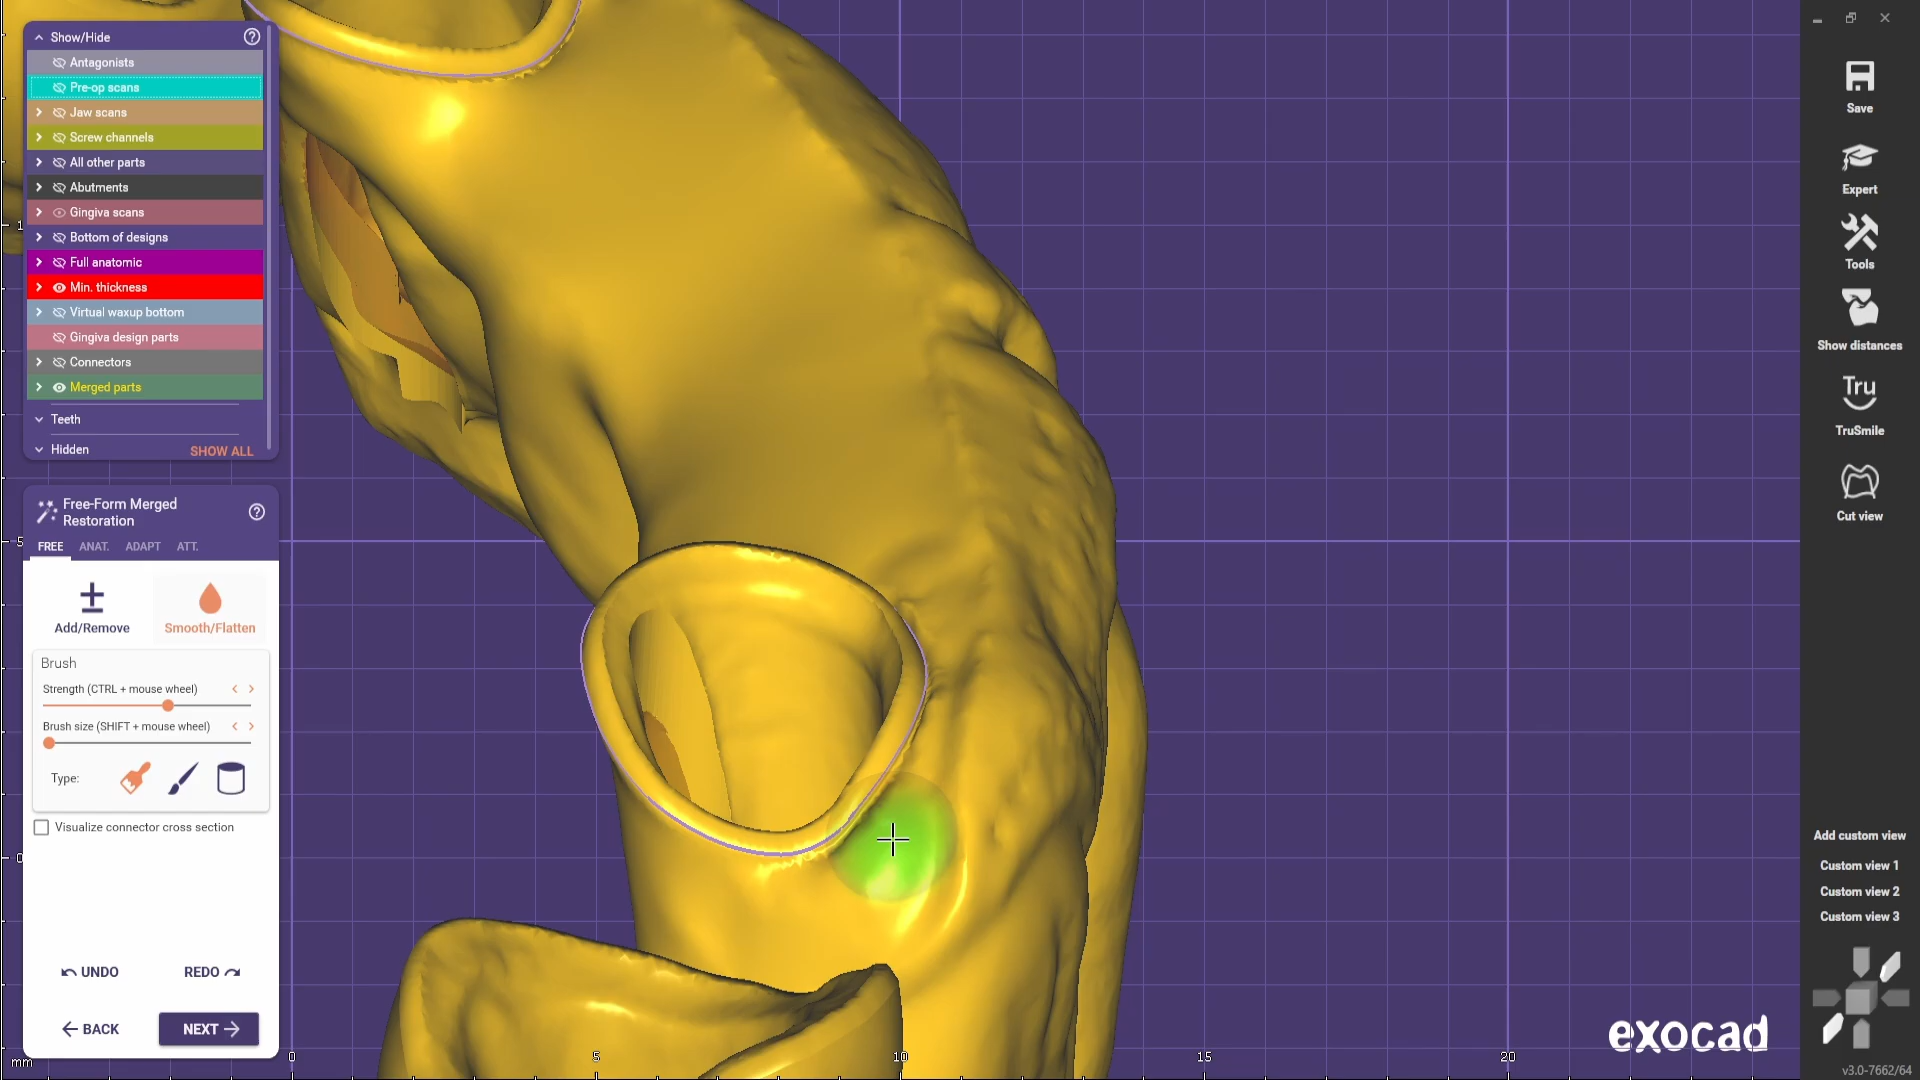 Show/Hide
Antagonists
Pre-op scans
Jaw scans
Screw channels
All other parts
Abutments
Gingiva scans
Bottom of designs
Full anatomic
Min. thickness
Virtual waxup bottom
Gingiva design parts
Connectors
Merged parts
Teeth
Hidden SHOW ALL
Free-Form Merged
Restoration
FREE ANAT. ADAPT ATT.
Add/Remove Smooth/Flatten
Brush
Strength (CTRL + mouse wheel)
Brush size (SHIFT + mouse wheel)
Type:
Visualize connector cross section
UNDO REDO
BACK NEXT
mm
1
5
0
0 5 10 15 20
Save
Expert
Tools
Show distances
Tru
TruSmile
Cut view
Add custom view
Custom view 1
Custom view 2
Custom view 3
exocad
v3.0-7662/64